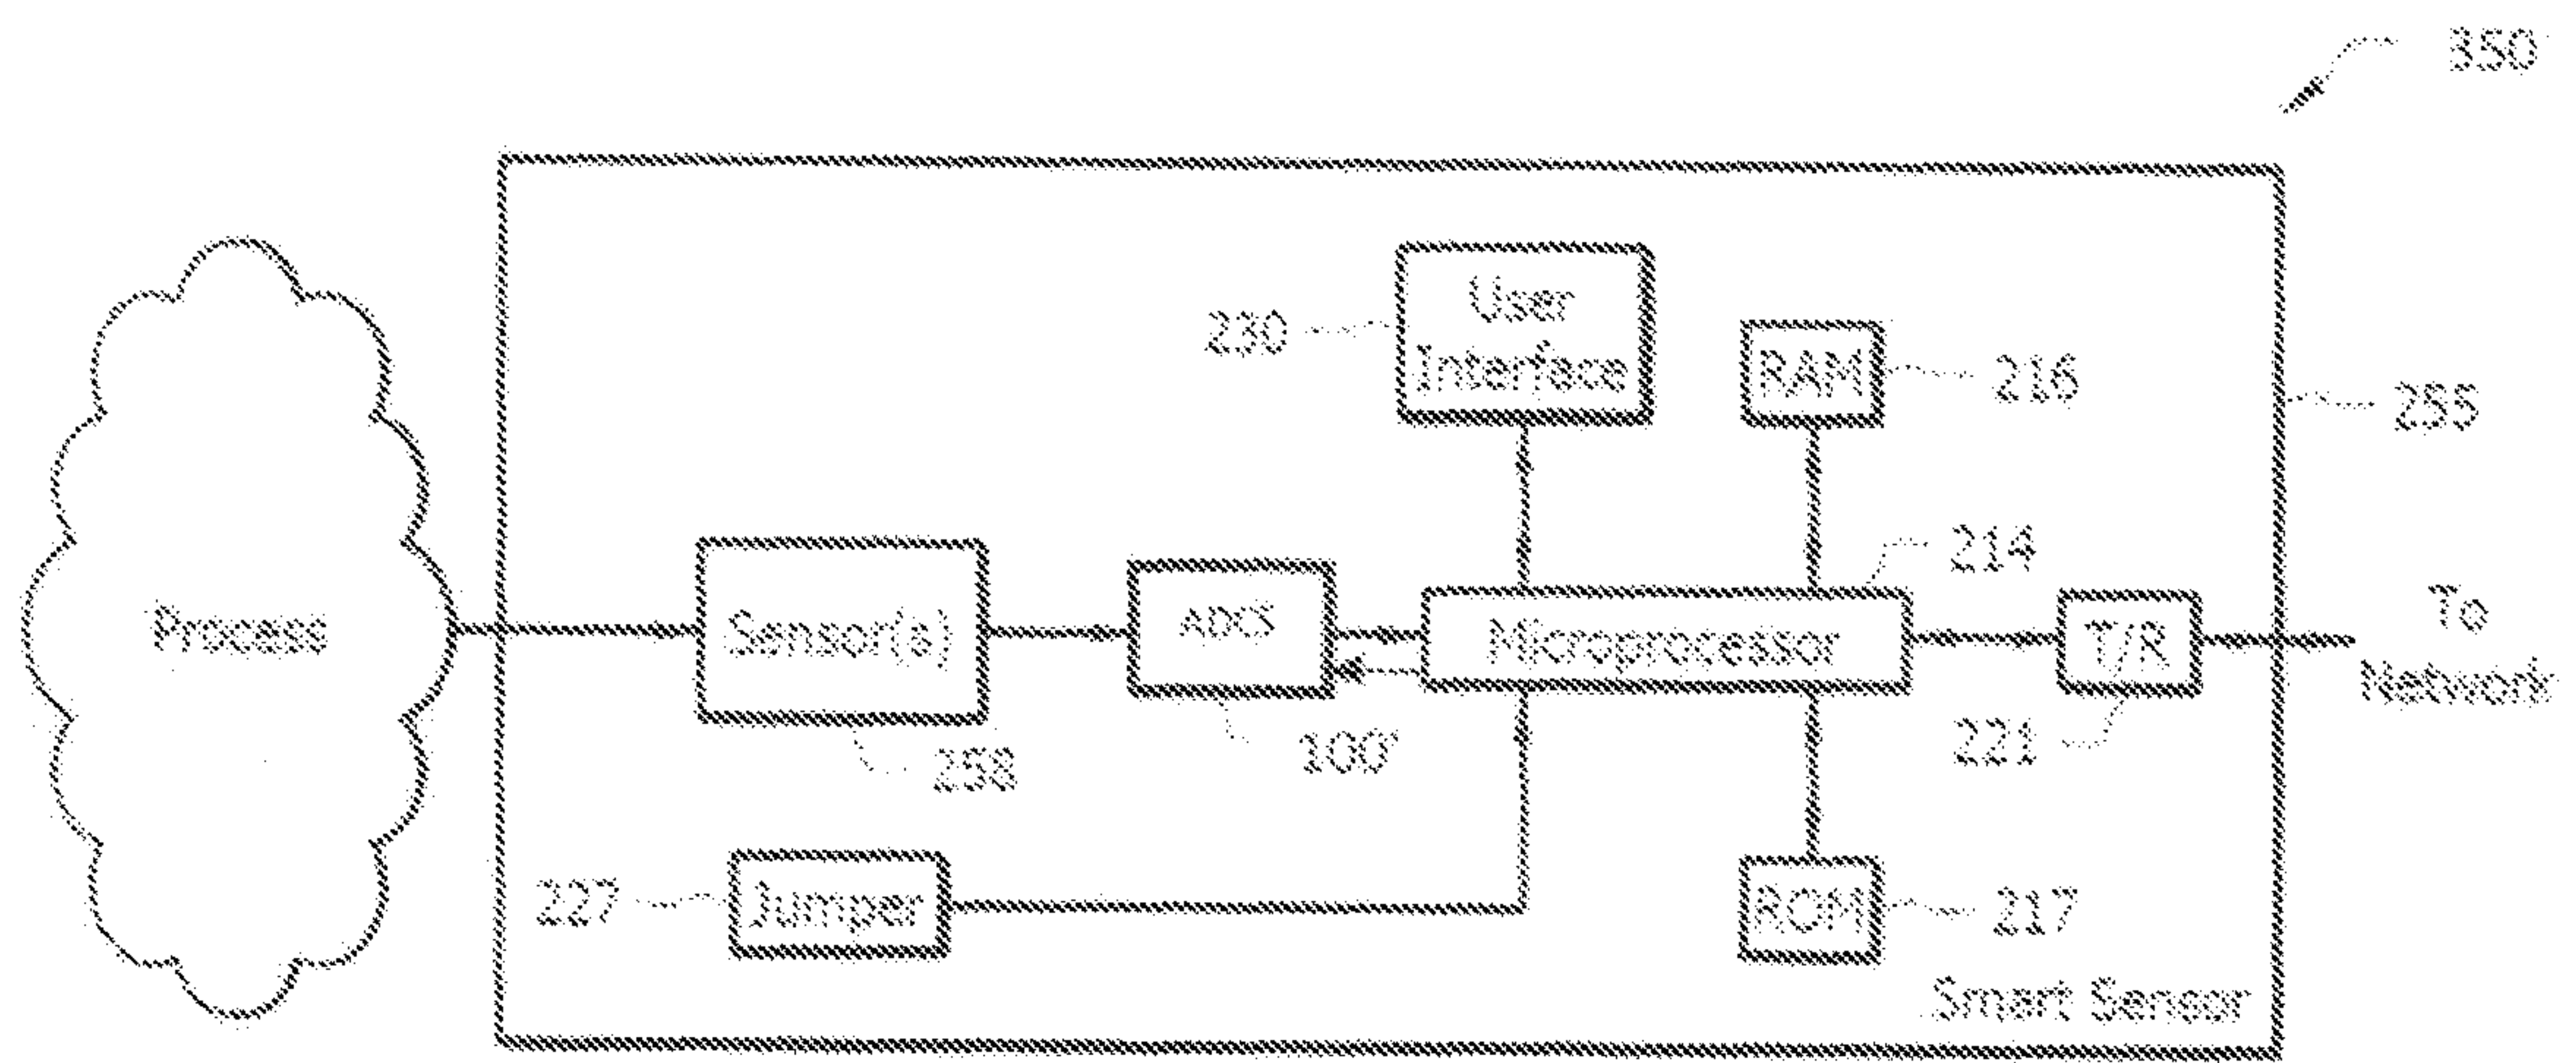 350
User
Interface
230
RAM
216
255
214
Process
Sensor(s)
ADCS
Microprocessor
T/R
To
Network
258
100'
221
227
Jumper
ROM
217
Smart Sensor